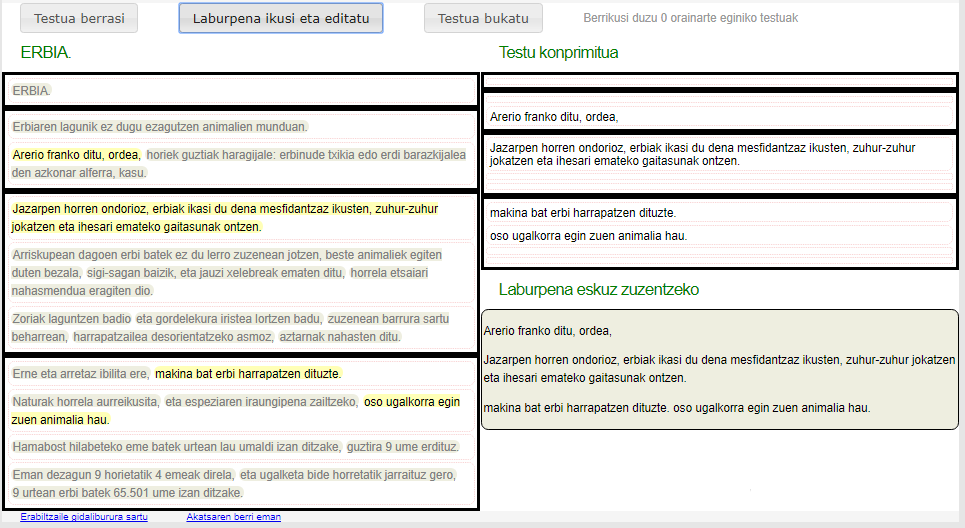 Testua berrasi
Laburpena ikusi eta editatu
Testua bukatu
Berrikusi duzu 0 orainarte eginiko testuak
ERBIA.
ERBIA.
Erbiaren lagunik ez dugu ezagutzen animalien munduan.
Arerio franko ditu, ordea, horiek guztiak haragijale: erbinude txikia edo erdi barazkijalea
den azkonar alferra, kasu.
Jazarpen horren ondorioz, erbiak ikasi du dena mesfidantzaz ikusten, zuhur-zuhur
jokatzen eta ihesari emateko gaitasunak ontzen.
Arriskupean dagoen erbi batek ez du lerro zuzenean jotzen, beste animaliek egiten
duten bezala, sigi-sagan baizik, eta jauzi xelebreak ematen ditu, horrela etsaiari
nahasmendua eragiten dio.
Zoriak laguntzen badio eta gordelekura iristea lortzen badu, zuzenean barrura sartu
beharrean, harrapatzailea desorientatzeko asmoz, aztarnak nahasten ditu.
Erne eta arretaz ibilita ere, makina bat erbi harrapatzen dituzte.
Naturak horrela aurreikusita, eta espeziaren iraungipena zailtzeko, oso ugalkorra egin
zuen animalia hau.
Hamabost hilabeteko eme batek urtean lau umaldi izan ditzake, guztira 9 ume erdituz.
Eman dezagun 9 horietatik 4 emeak direla, eta ugalketa bide horretatik jarraituz gero,
9 urtean erbi batek 65.501 ume izan ditzake.
Testu konprimitua
Arerio franko ditu, ordea,
Jazarpen horren ondorioz, erbiak ikasi du dena mesfidantzaz ikusten, zuhur-zuhur
jokatzen eta ihesari emateko gaitasunak ontzen.
makina bat erbi harrapatzen dituzte.
oso ugalkorra egin zuen animalia hau.
Laburpena eskuz zuzentzeko
Arerio franko ditu, ordea,
Jazarpen horren ondorioz, erbiak ikasi du dena mesfidantzaz ikusten, zuhur-zuhur jokatzen
eta ihesari emateko gaitasunak ontzen.
makina bat erbi harrapatzen dituzte. oso ugalkorra egin zuen animalia hau.
Erabiltzaile gidaliburura sartu
Akatsaren berri eman